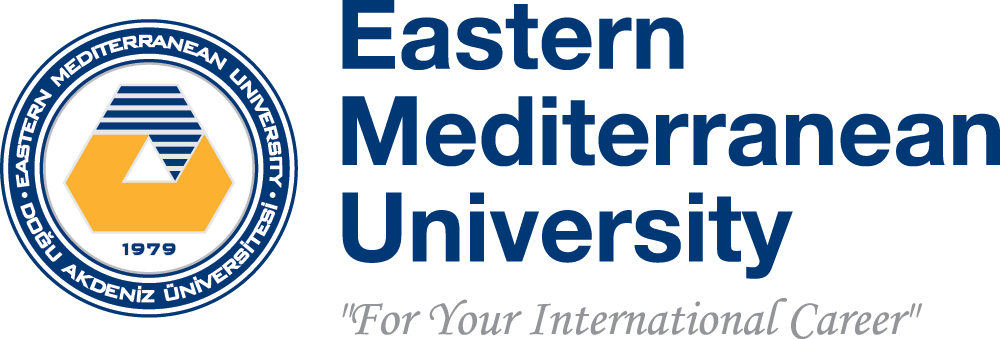 EASTERN MEDITERRANEAN UNIVERSITY
1979
· DOĞU AKDENİZ ÜNİVERSİTESİ ·
Eastern
Mediterranean
University
"For Your International Career"